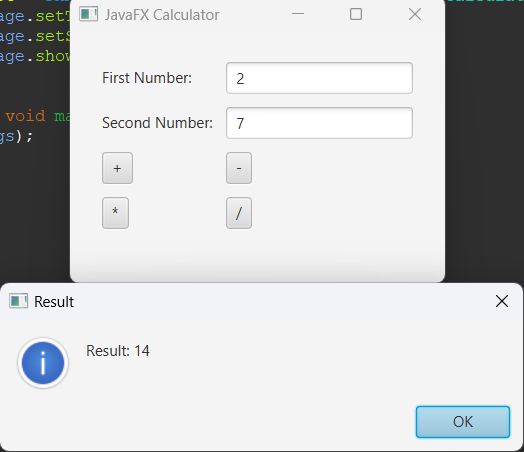 JavaFX Calculator
age.setT
age.setS
age.show
void ma
gs);
First Number:
2
Second Number:
7
+
-
*
/
Result
Result: 14
OK